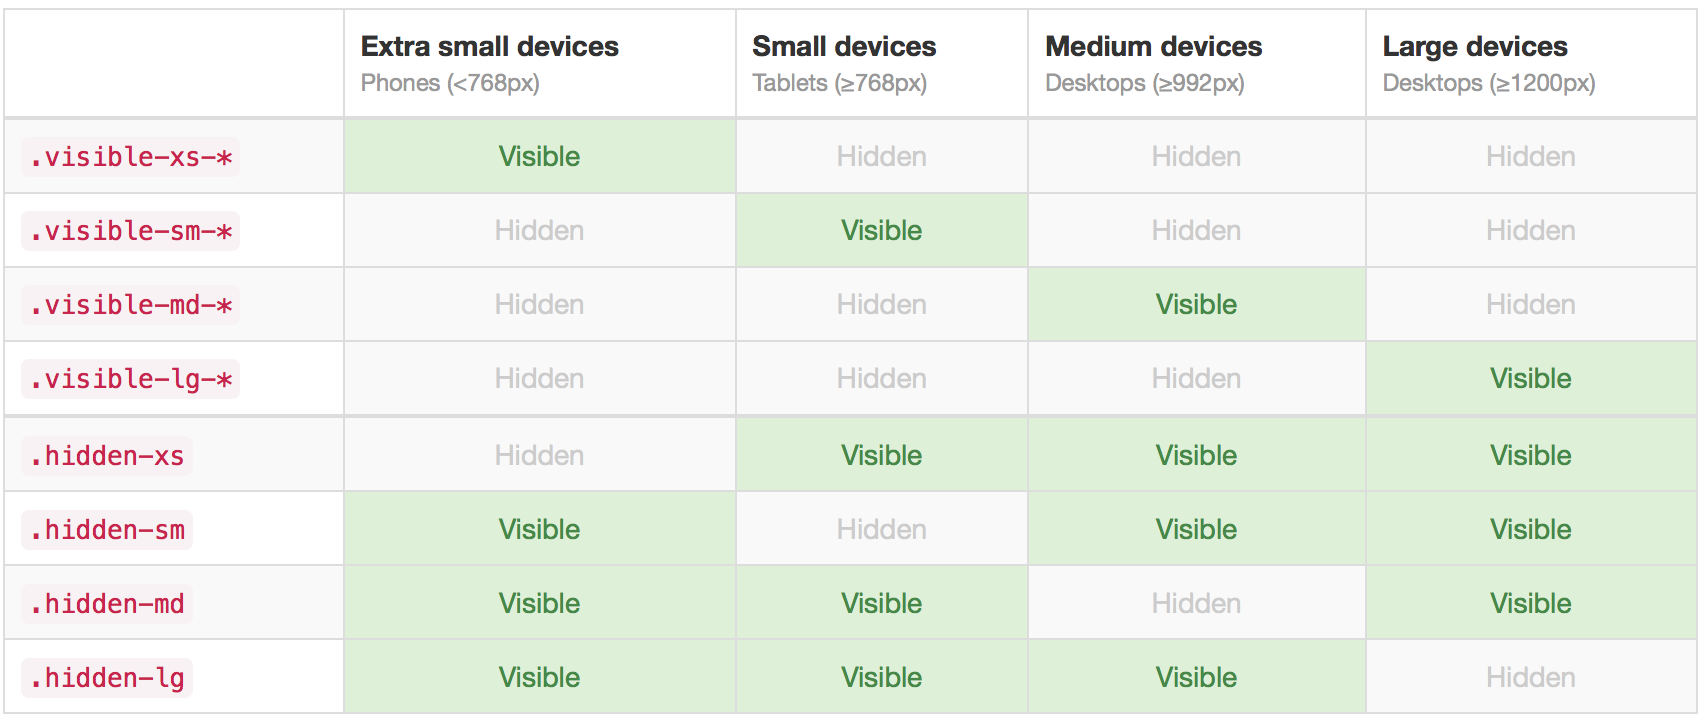 Extra small devices Small devices Medium devices Large devices
Phones (<768px) Tablets (≥768px) Desktops (≥992px) Desktops (≥1200px)
.visible-xs-* Visible Hidden Hidden Hidden
.visible-sm-* Hidden Visible Hidden Hidden
.visible-md-* Hidden Hidden Visible Hidden
.visible-lg-* Hidden Hidden Hidden Visible
.hidden-xs Hidden Visible Visible Visible
.hidden-sm Visible Hidden Visible Visible
.hidden-md Visible Visible Hidden Visible
.hidden-lg Visible Visible Visible Hidden